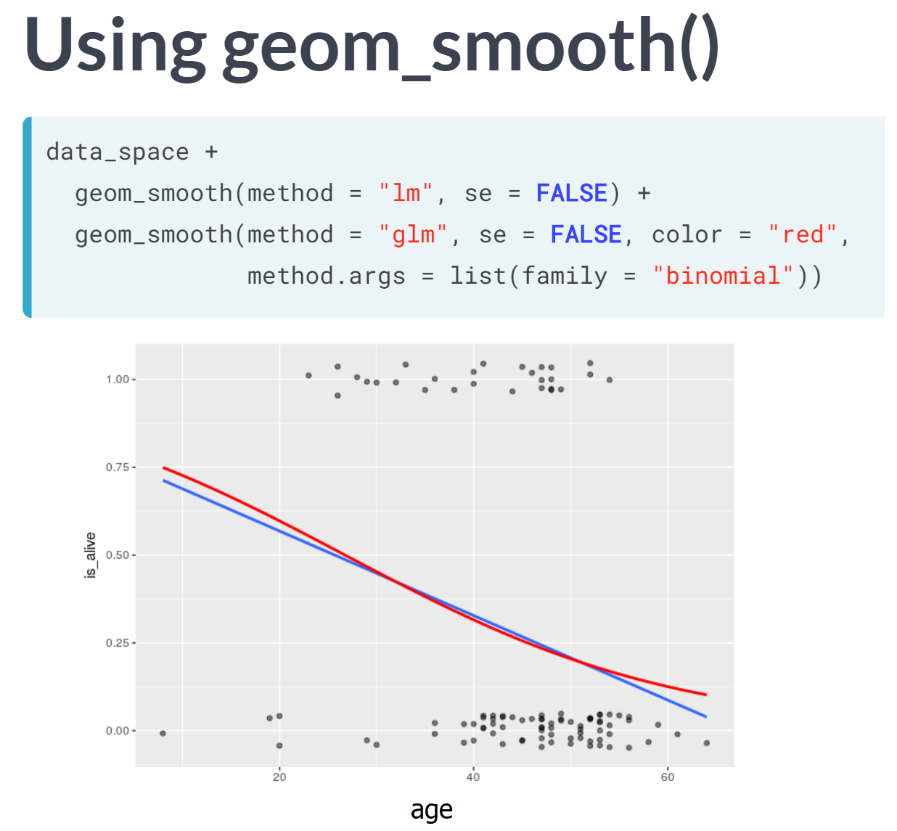 Using geom_smooth()
data_space +
geom_smooth(method = "lm", se = FALSE) +
geom_smooth(method = "glm", se = FALSE, color = "red",
method.args = list(family = "binomial"))
1.00
0.75
is_alive
0.50
0.25
0.00
20 40 60
age